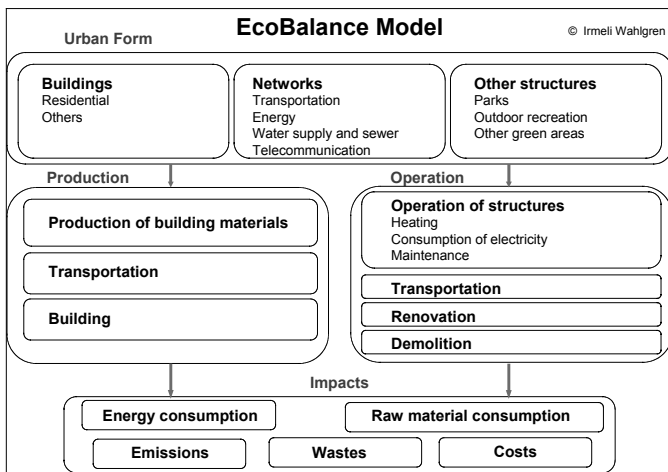 EcoBalance Model
© Irmeli Wahlgren
Urban Form
Buildings
Residential
Others
Networks
Transportation
Energy
Water supply and sewer
Telecommunication
Other structures
Parks
Outdoor recreation
Other green areas
Production
Production of building materials
Transportation
Building
Operation
Operation of structures
Heating
Consumption of electricity
Maintenance
Transportation
Renovation
Demolition
Impacts
Energy consumption
Raw material consumption
Emissions
Wastes
Costs